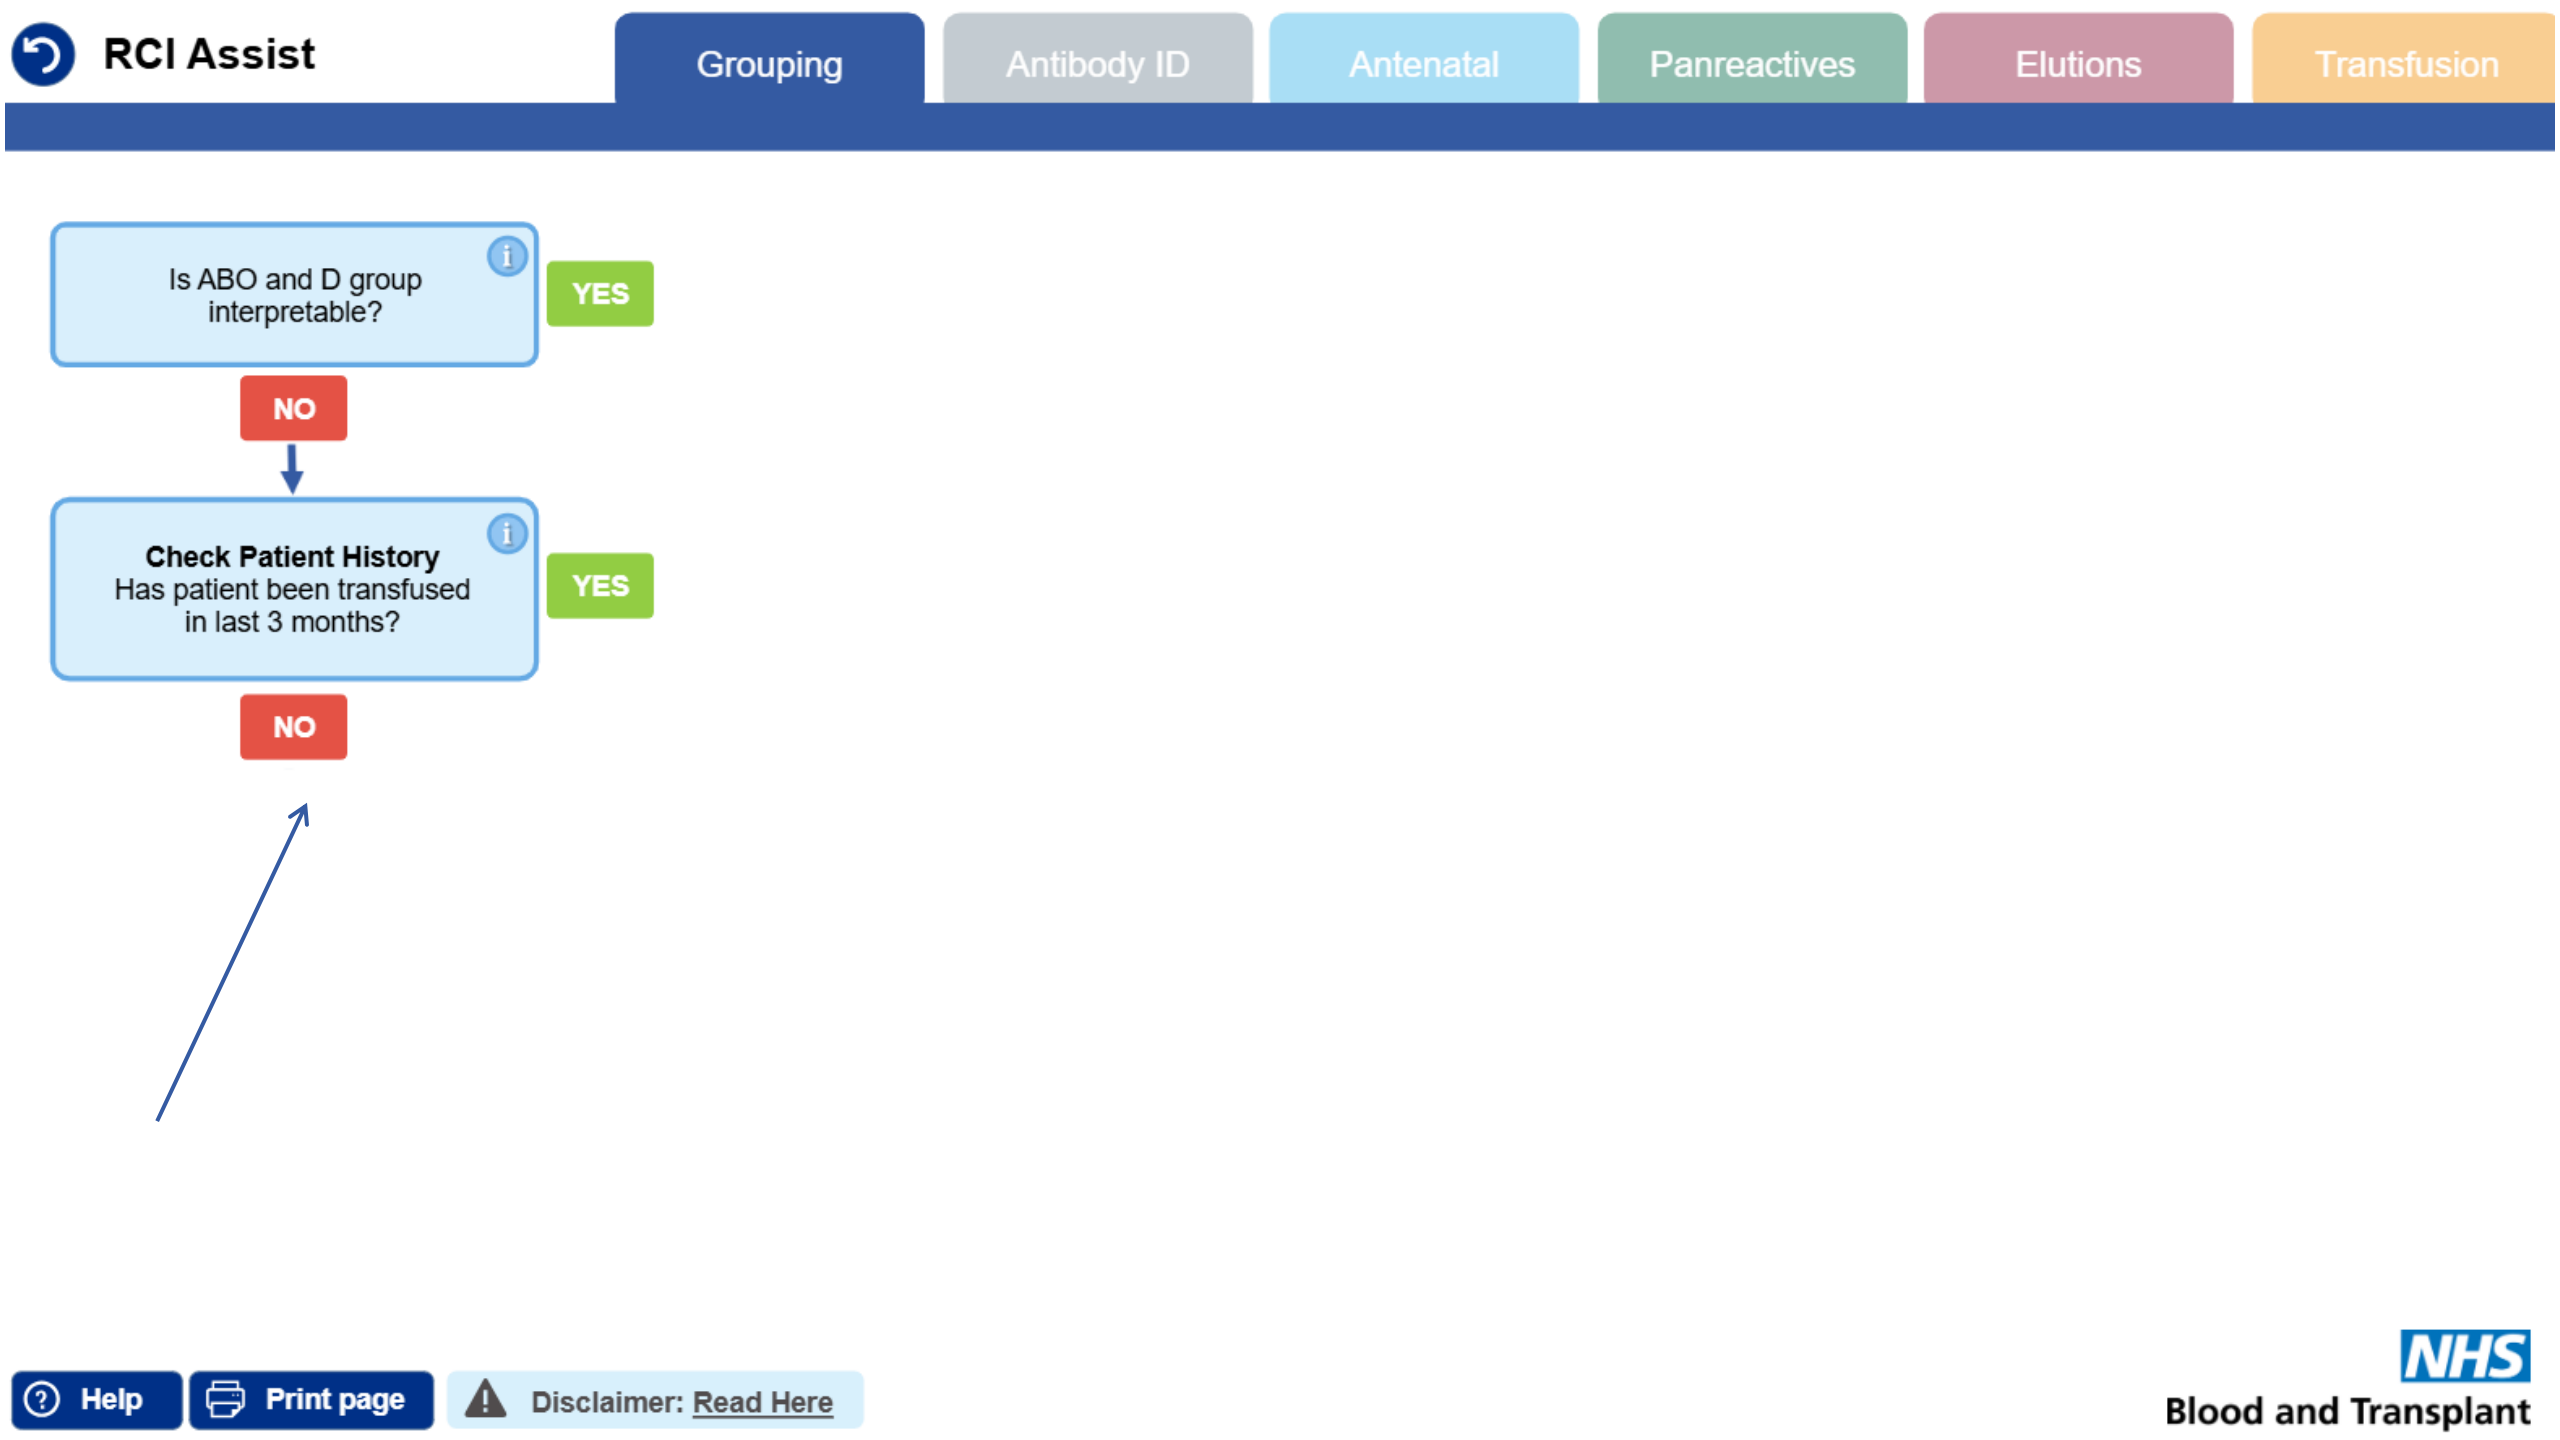 RCI Assist
Grouping
Antibody ID
Antenatal
Panreactives
Elutions
Transfusion
Is ABO and D group
interpretable?
YES
NO
Check Patient History
Has patient been transfused
in last 3 months?
YES
NO
Help
Print page
Disclaimer: Read Here
NHS
Blood and Transplant